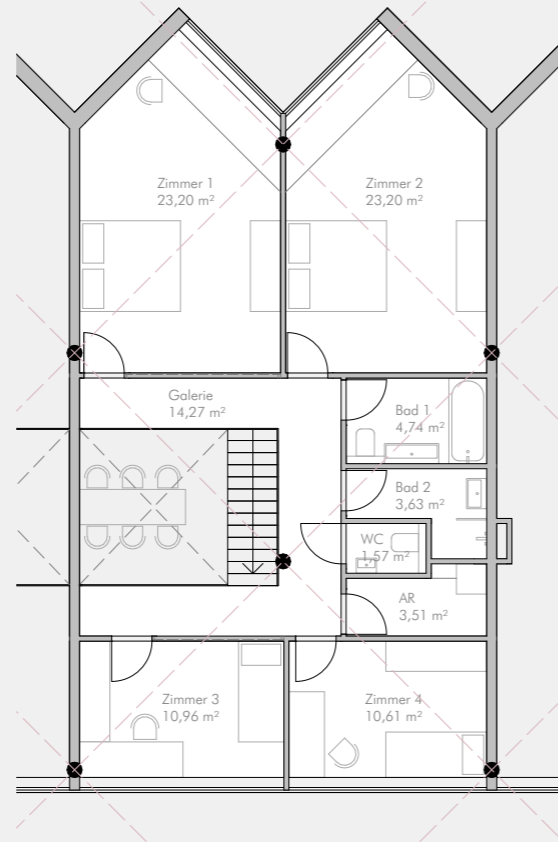 Zimmer 1
23,20 m²
Zimmer 2
23,20 m²
Galerie
14,27 m²
Bad 1
4,74 m²
Bad 2
3,63 m²
WC
1,57 m²
AR
3,51 m²
Zimmer 3
10,96 m²
Zimmer 4
10,61 m²